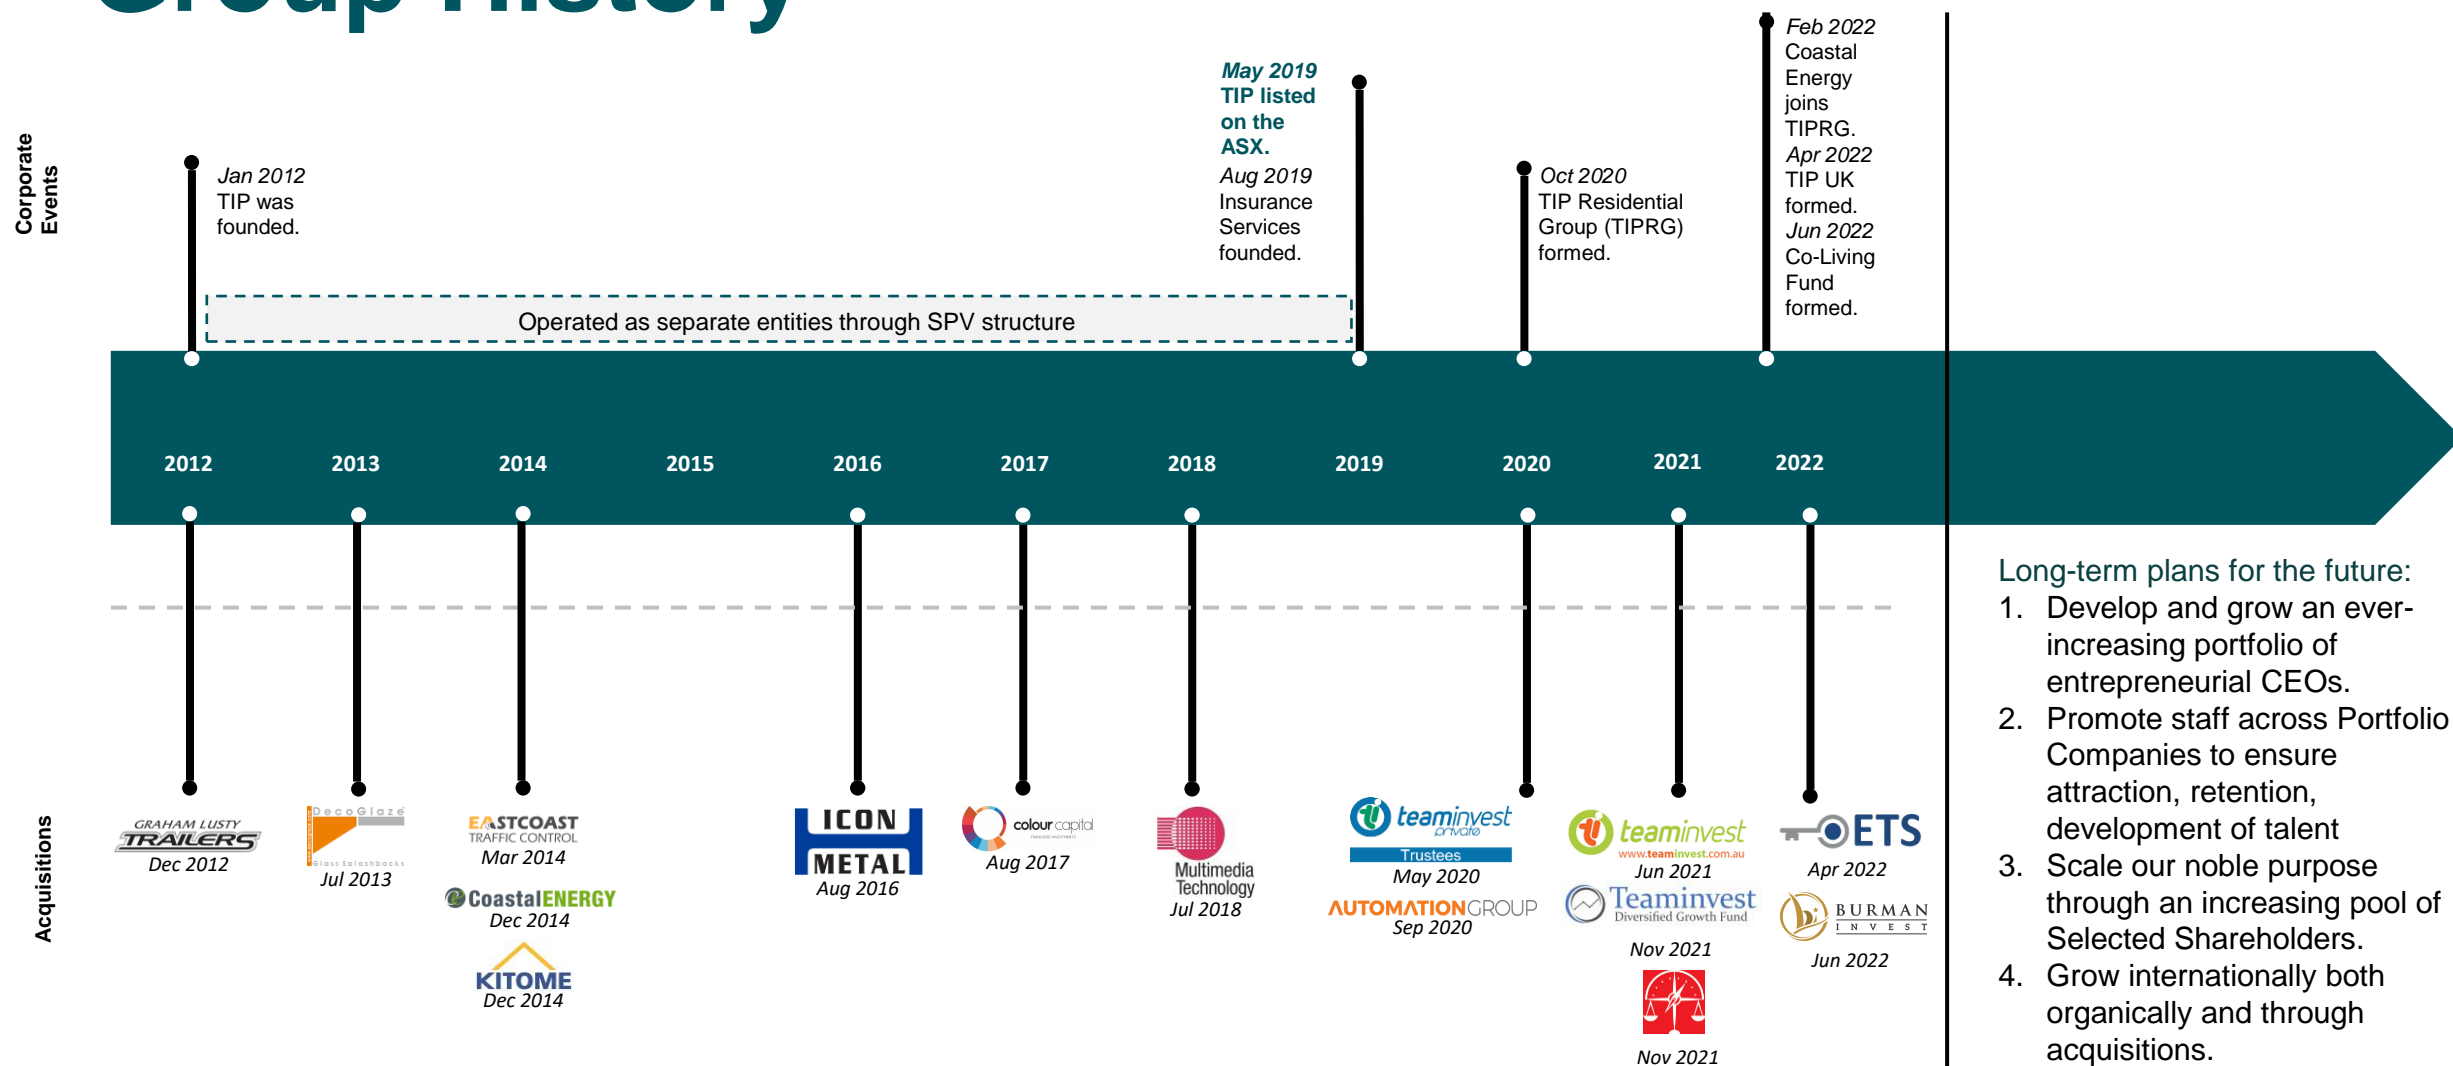 Group History
Corporate
Events
Jan 2012
TIP was
founded.
May 2019
TIP listed
on the
ASX.
Aug 2019
Insurance
Services
founded.
Oct 2020
TIP Residential
Group (TIPRG)
formed.
Feb 2022
Coastal
Energy
joins
TIPRG.
Apr 2022
TIP UK
formed.
Jun 2022
Co-Living
Fund
formed.
Operated as separate entities through SPV structure
2012
2013
2014
2015
2016
2017
2018
2019
2020
2021
2022
Acquisitions
GRAHAM LUSTY
TRAILERS
Dec 2012
DecoGlaze
Glass Splashbacks
Jul 2013
EASTCOAST
TRAFFIC CONTROL
Mar 2014
CoastalENERGY
Dec 2014
KITOME
Dec 2014
ICON
METAL
Aug 2016
colour capital
Aug 2017
Multimedia
Technology
Jul 2018
teaminvest
private
Trustees
May 2020
AUTOMATIONGROUP
Sep 2020
teaminvest
www.teaminvest.com.au
Jun 2021
Teaminvest
Diversified Growth Fund
Nov 2021
Nov 2021
ETS
Apr 2022
BURMAN
INVEST
Jun 2022
Long-term plans for the future:
1. Develop and grow an ever-
increasing portfolio of
entrepreneurial CEOs.
2. Promote staff across Portfolio
Companies to ensure
attraction, retention,
development of talent
3. Scale our noble purpose
through an increasing pool of
Selected Shareholders.
4. Grow internationally both
organically and through
acquisitions.